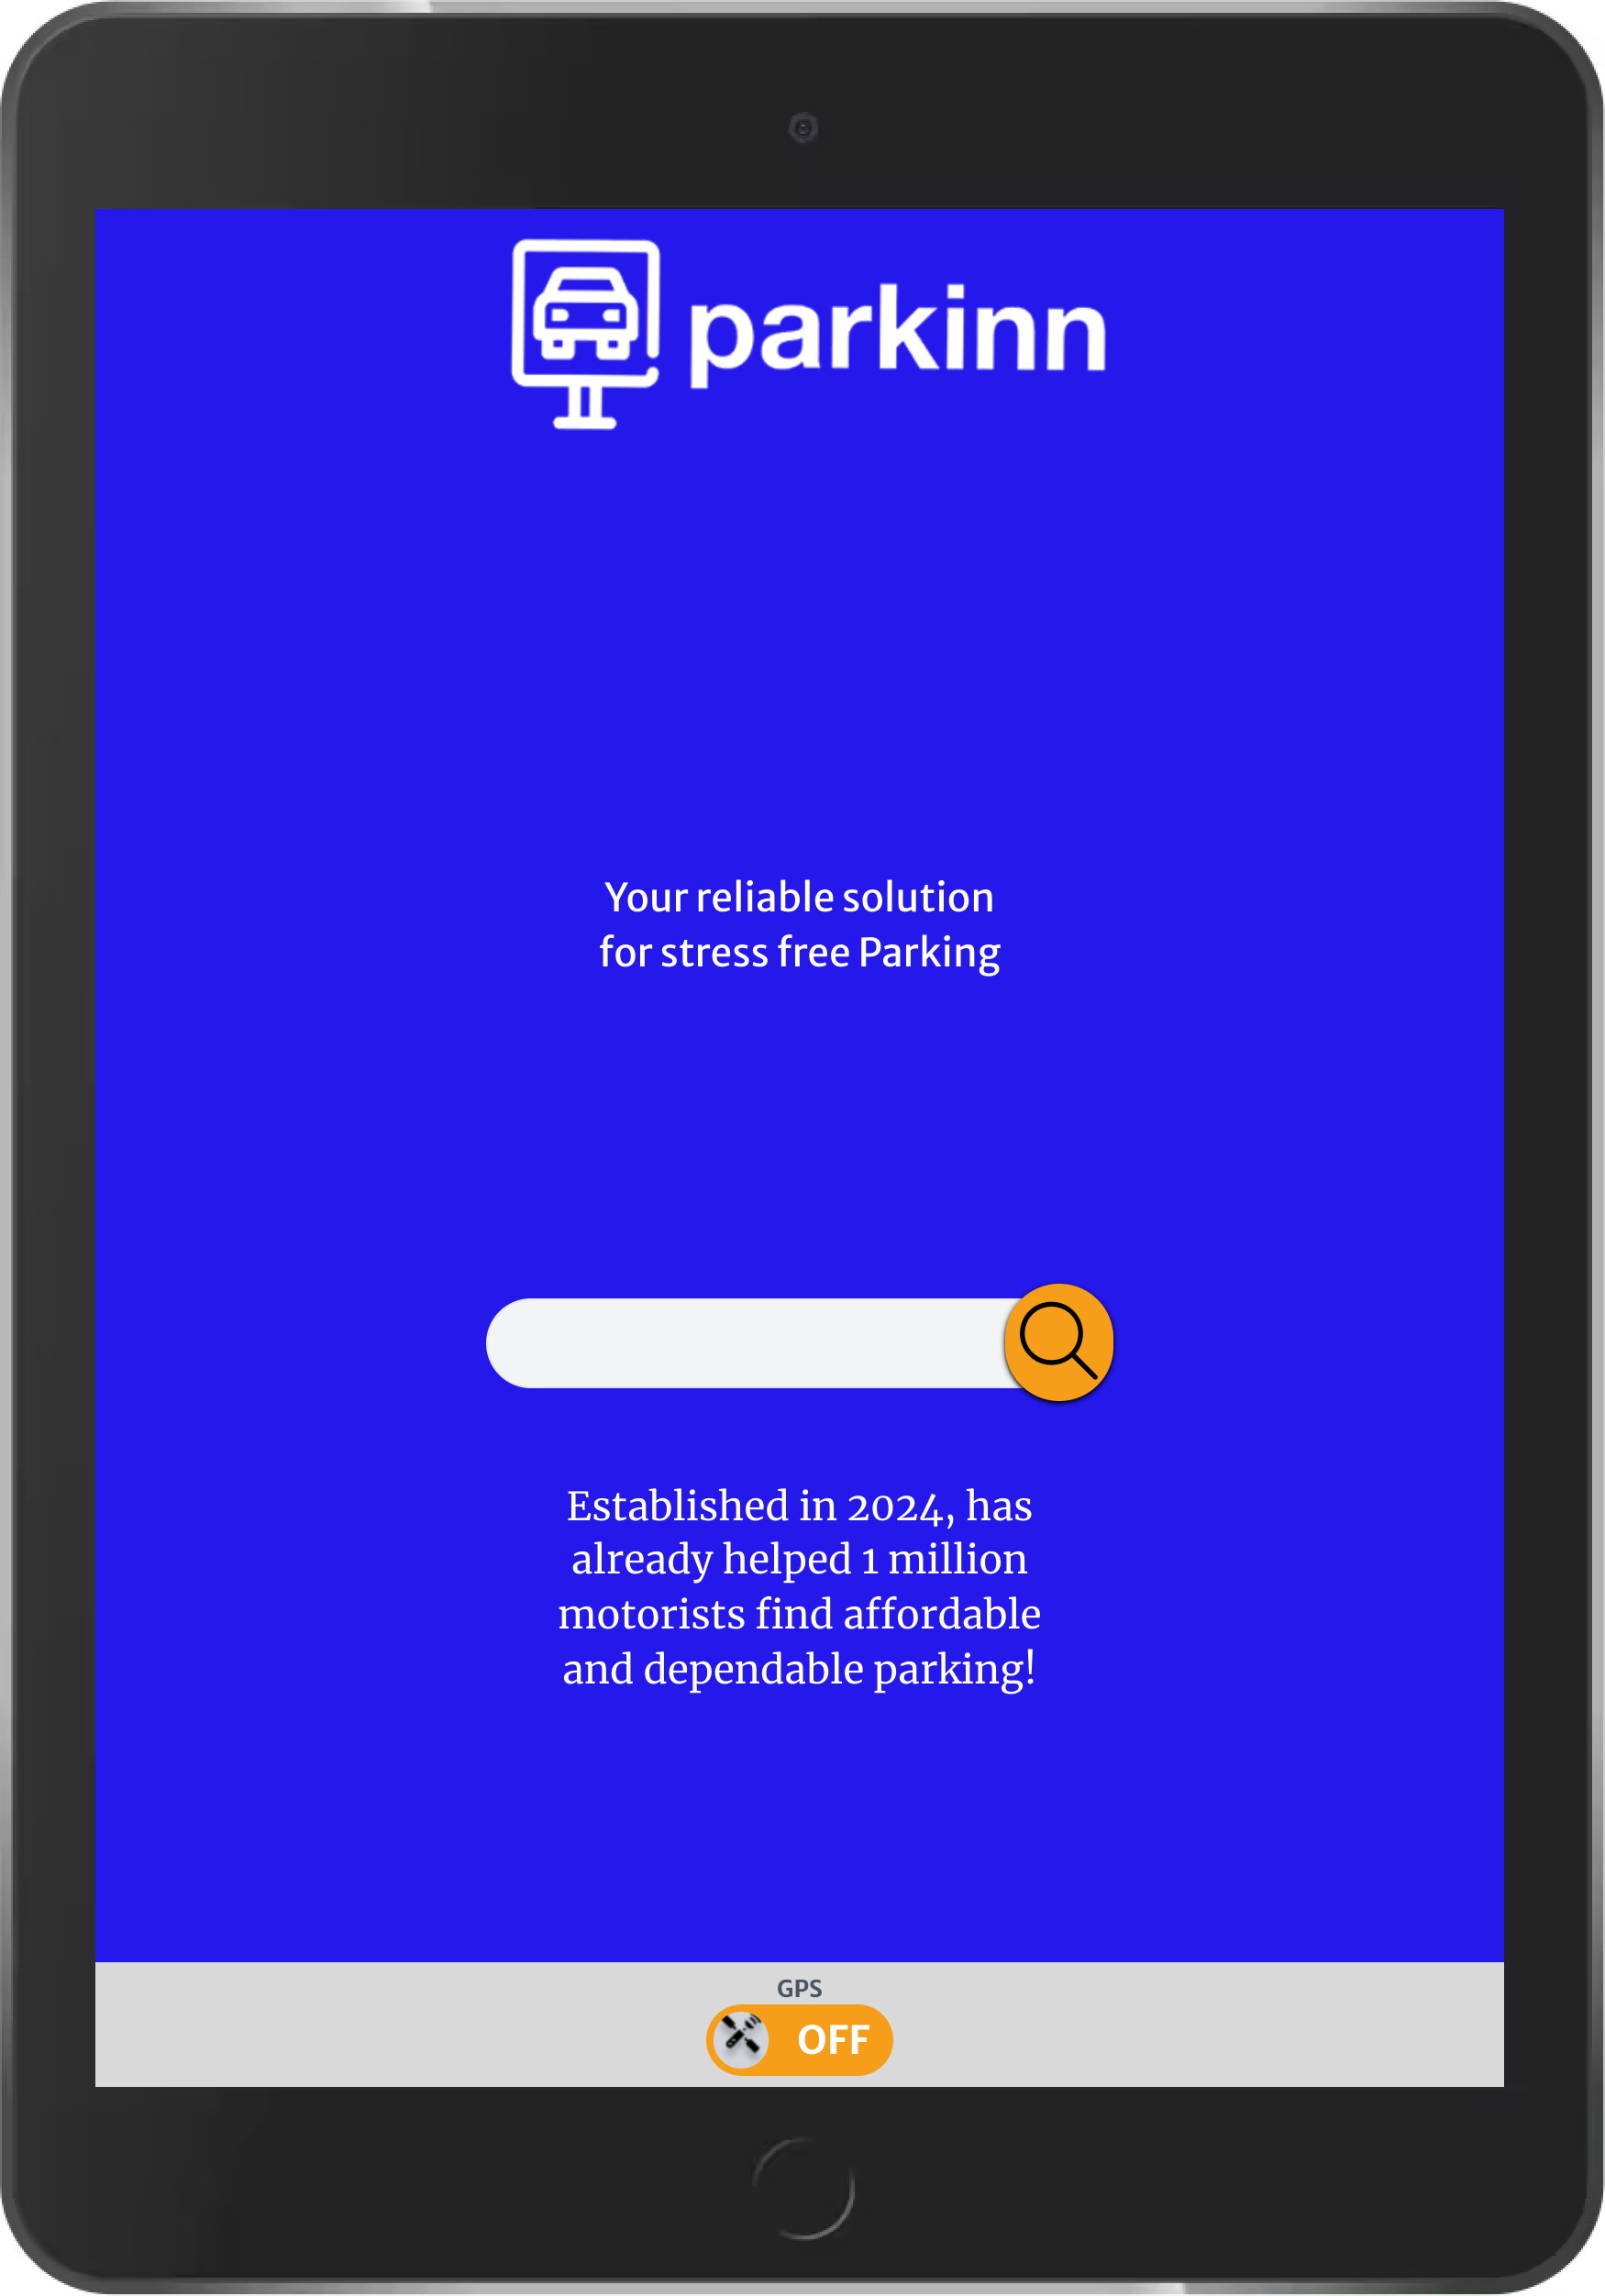 parkinn
Your reliable solution
for stress free Parking
Established in 2024, has
already helped 1 million
motorists find affordable
and dependable parking!
GPS
OFF